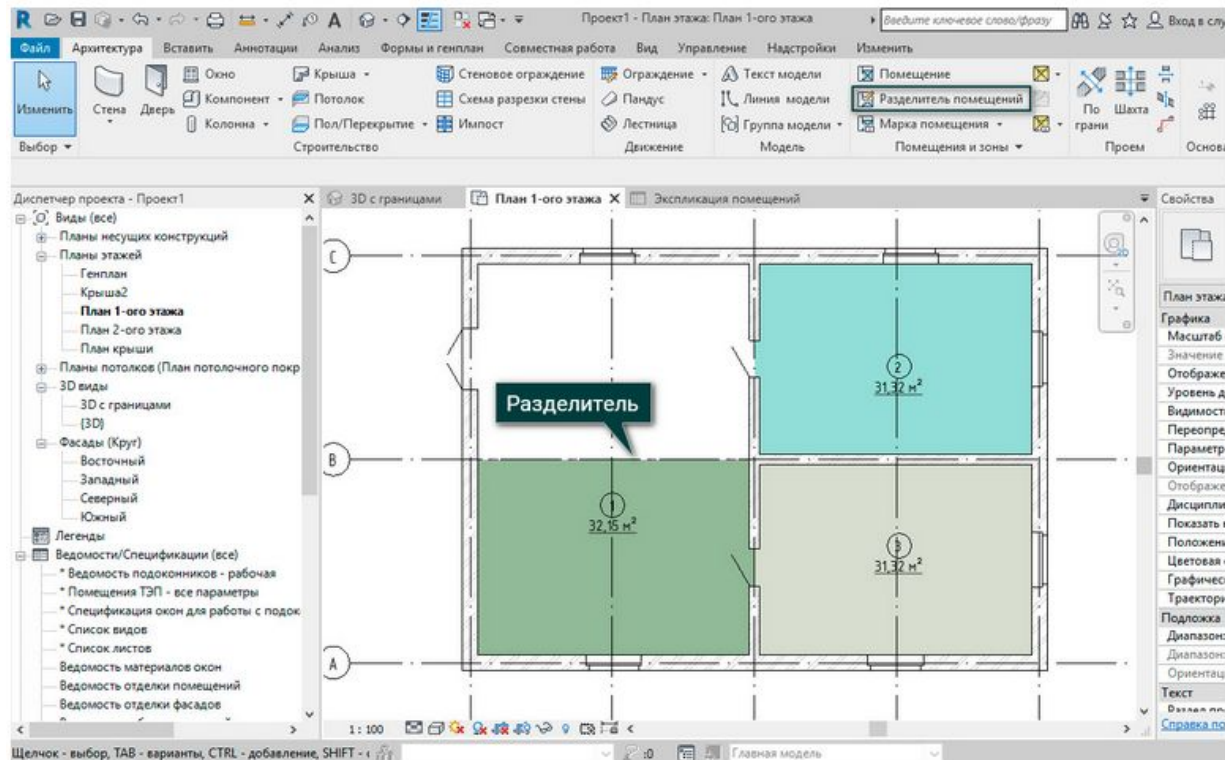 Проект1 - План этажа: План 1-ого этажа
Введите ключевое слово/фразу
Вход в слу
Файл Архитектура Вставить Аннотации Анализ Формы и генплан Совместная работа Вид Управление Надстройки Изменить
Изменить
Стена
Дверь
Окно
Компонент
Колонна
Крыша
Потолок
Пол/Перекрытие
Стеновое ограждение
Схема разрезки стены
Импост
Ограждение
Пандус
Лестница
Текст модели
Линия модели
Группа модели
Помещение
Разделитель помещений
Марка помещения
По грани
Шахта
Выбор Строительство Движение Модель Помещения и зоны Проем Основа
Диспетчер проекта - Проект1
Виды (все)
Планы несущих конструкций
Планы этажей
Генплан
Крыша2
План 1-ого этажа
План 2-ого этажа
План крыши
Планы потолков (План потолочного покр
3D виды
3D с границами
{3D}
Фасады (Круг)
Восточный
Западный
Северный
Южный
Легенды
Ведомости/Спецификации (все)
* Ведомость подоконников - рабочая
* Помещения ТЭП - все параметры
* Спецификация окон для работы с подок
* Список видов
* Список листов
Ведомость материалов окон
Ведомость отделки помещений
Ведомость отделки фасадов
3D с границами План 1-ого этажа Экспликация помещений
Разделитель
B
A
1
32,15 м²
2
31,32 м²
3
31,32 м²
1 : 100
Свойства
План этажа
Графика
Масштаб
Значение
Отображе
Уровень д
Видимость
Переопре
Параметр
Ориентац
Отображе
Дисципли
Показать
Положени
Цветовая
Графичес
Траектори
Подложка
Диапазон
Диапазон
Ориентац
Текст
Справка по
Щелчок - выбор, TAB - варианты, CTRL - добавление, SHIFT -
:0
Главная модель